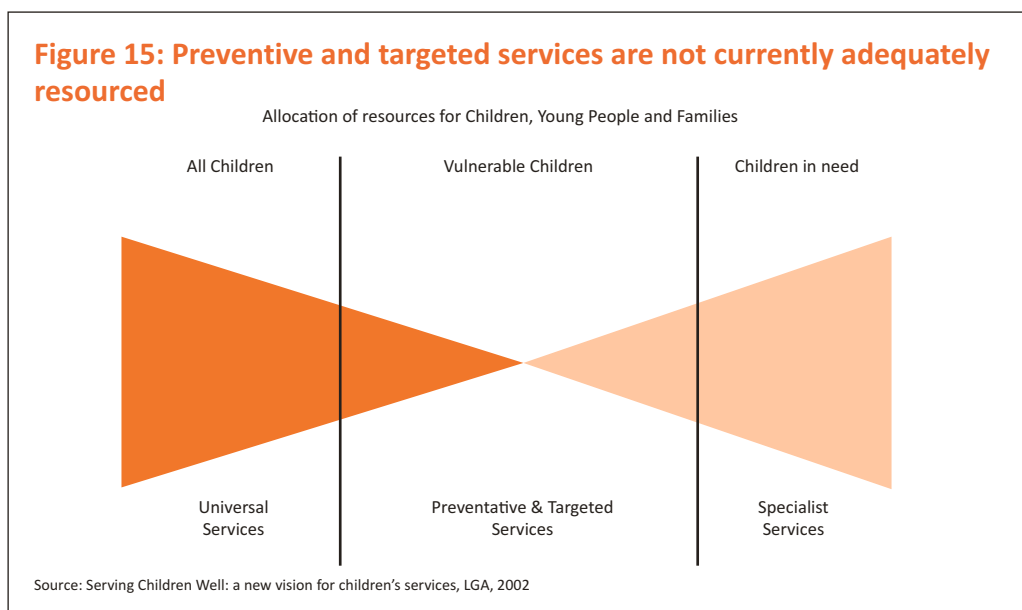 Figure 15: Preventive and targeted services are not currently adequately
resourced
Allocation of resources for Children, Young People and Families
All Children
Vulnerable Children
Children in need
Universal
Services
Preventative & Targeted
Services
Specialist
Services
Source: Serving Children Well: a new vision for children’s services, LGA, 2002